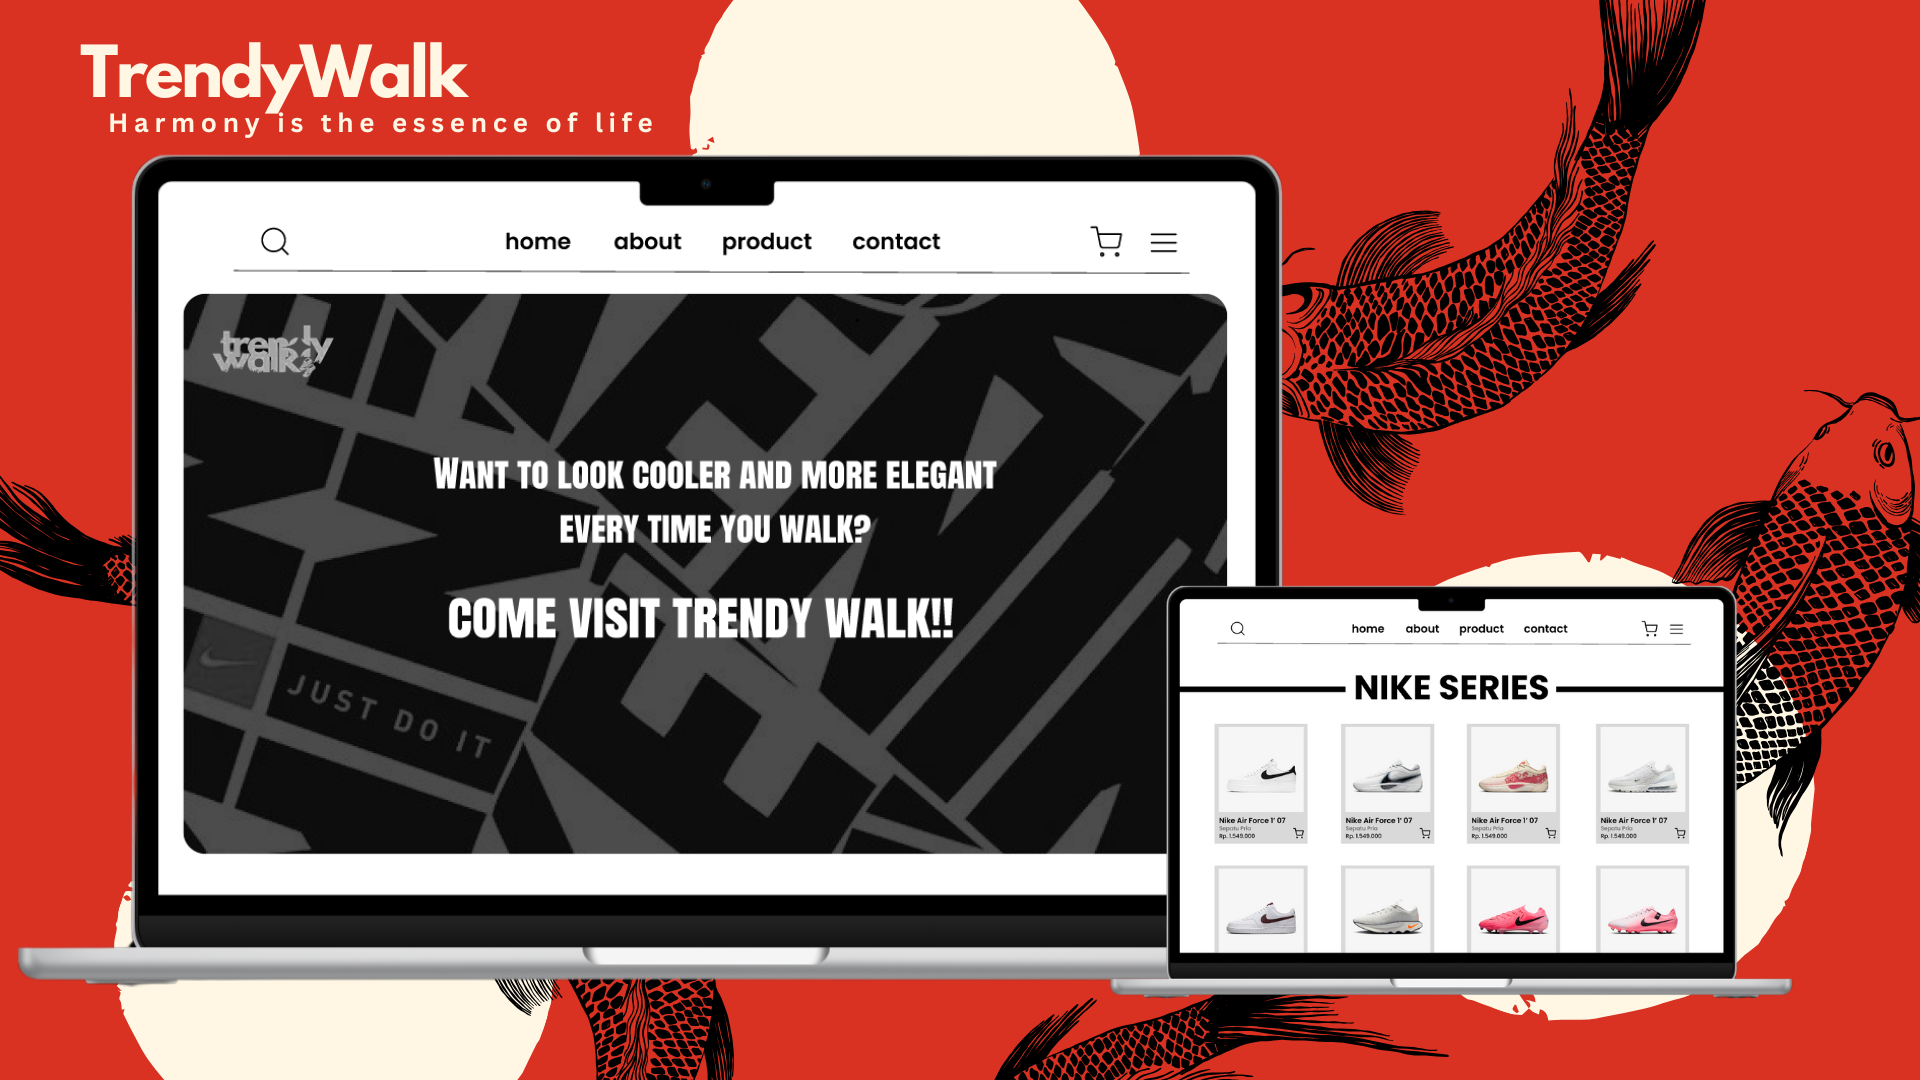 TrendyWalk
Harmony is the essence of life
home about product contact
trendy
walk
WANT TO LOOK COOLER AND MORE ELEGANT
EVERY TIME YOU WALK?
COME VISIT TRENDY WALK!!
JUST DO IT
home about product contact
NIKE SERIES
Nike Air Force 1' 07 Nike Air Force 1' 07 Nike Air Force 1' 07 Nike Air Force 1' 07
Sepatu Pria Sepatu Pria Sepatu Pria Sepatu Pria
Rp. 1.549.000 Rp. 1.549.000 Rp. 1.549.000 Rp. 1.549.000